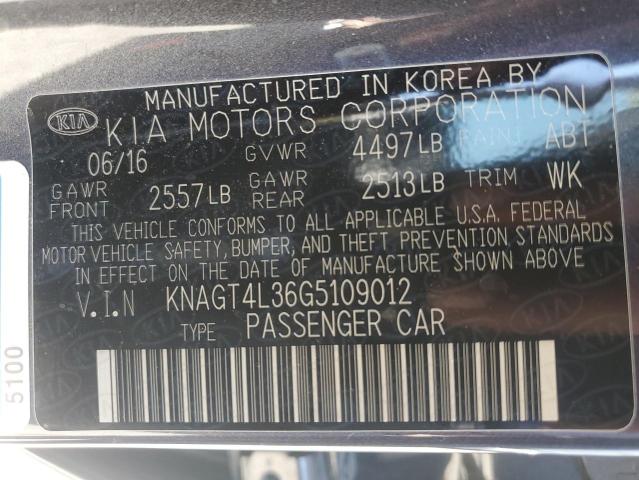 MANUFACTURED IN KOREA BY
KIA KIA MOTORS CORPORATION
06/16 GVWR 4497LB PAINT ABT
GAWR FRONT 2557LB GAWR REAR 2513LB TRIM WK
THIS VEHICLE CONFORMS TO ALL APPLICABLE U.S.A. FEDERAL
MOTOR VEHICLE SAFETY, BUMPER, AND THEFT PREVENTION STANDARDS
IN EFFECT ON THE DATE OF MANUFACTURE SHOWN ABOVE
V.I.N KNAGT4L36G5109012
TYPE PASSENGER CAR
5100